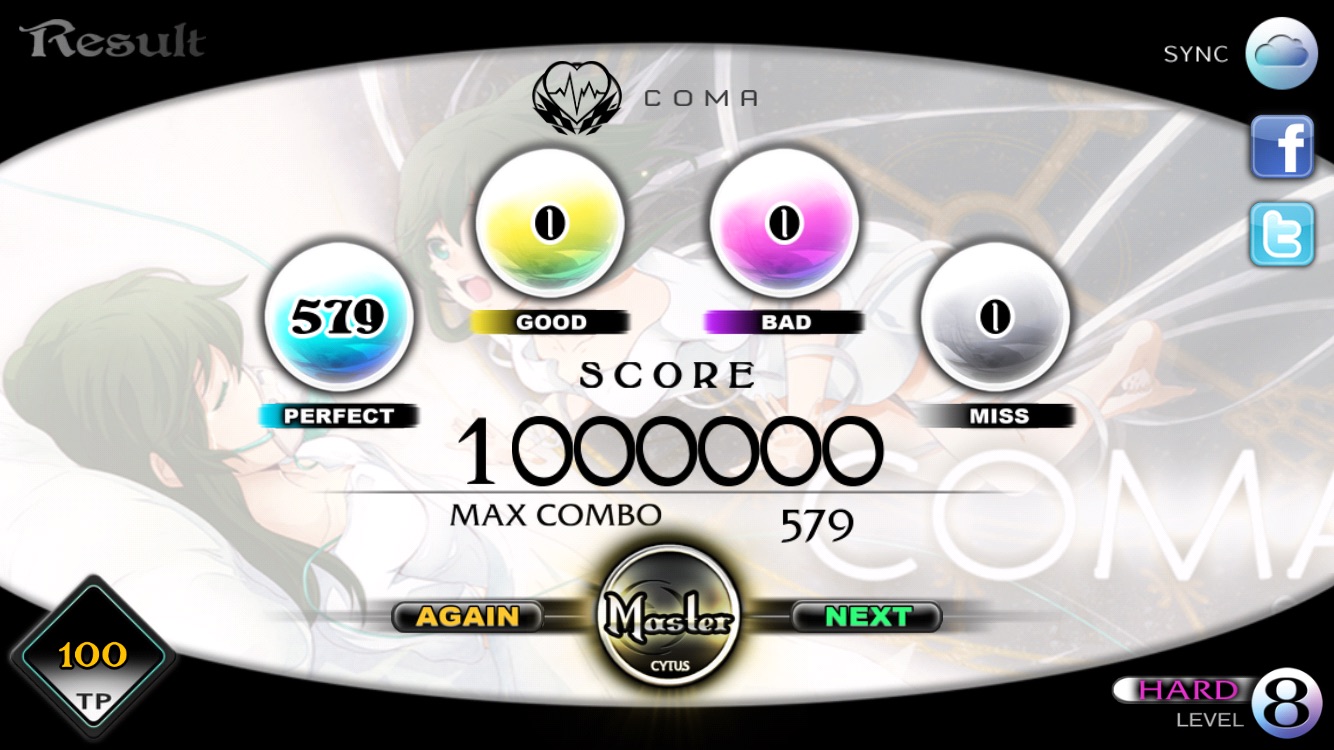 Result
SYNC
COMA
f
t
0
GOOD
0
BAD
579
PERFECT
0
MISS
SCORE
1000000
MAX COMBO 579
COMA
AGAIN
Master
CYTUS
NEXT
100
TP
HARD
LEVEL 8